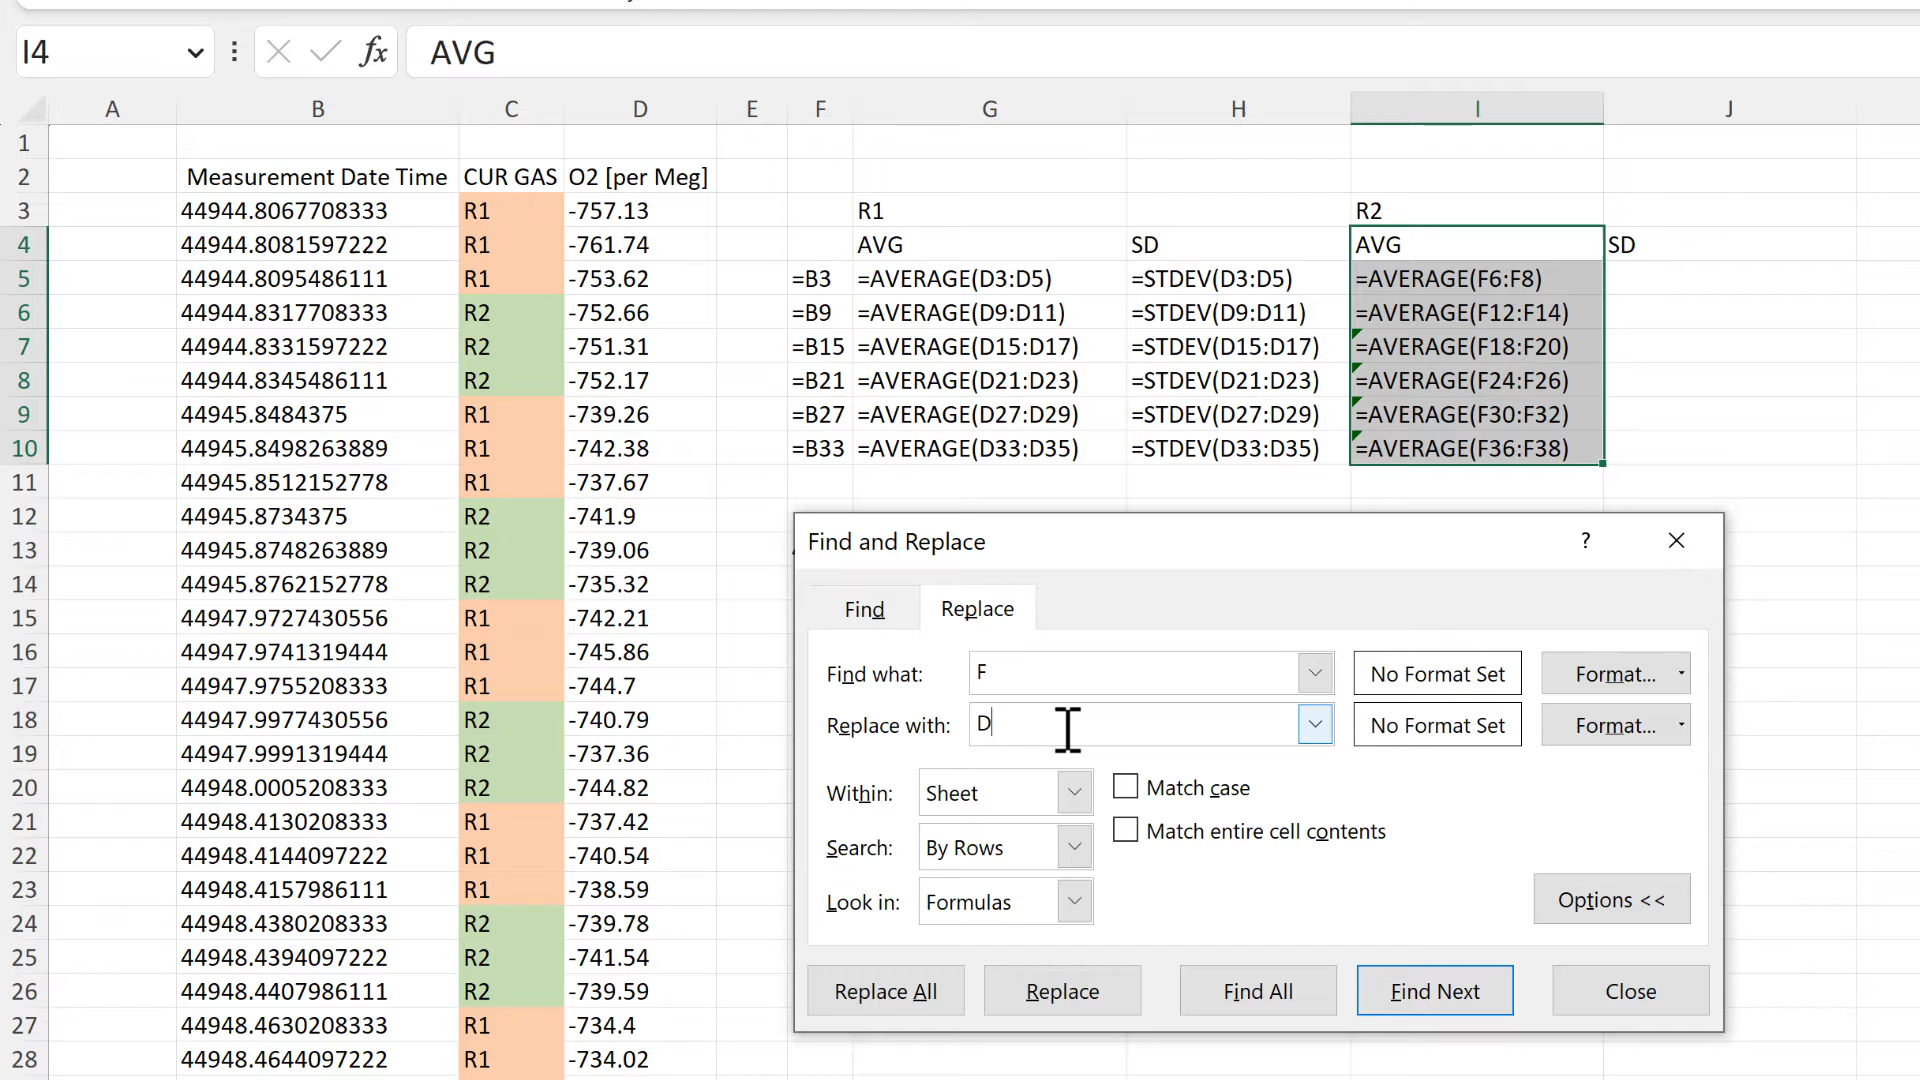 I4 fx AVG
A B C D E F G H I J
1
2 Measurement Date Time CUR GAS O2 [per Meg]
3 44944.8067708333 R1 -757.13 R1 R2
4 44944.8081597222 R1 -761.74 AVG SD AVG SD
5 44944.8095486111 R1 -753.62 =B3 =AVERAGE(D3:D5) =STDEV(D3:D5) =AVERAGE(F6:F8)
6 44944.8317708333 R2 -752.66 =B9 =AVERAGE(D9:D11) =STDEV(D9:D11) =AVERAGE(F12:F14)
7 44944.8331597222 R2 -751.31 =B15 =AVERAGE(D15:D17) =STDEV(D15:D17) =AVERAGE(F18:F20)
8 44944.8345486111 R2 -752.17 =B21 =AVERAGE(D21:D23) =STDEV(D21:D23) =AVERAGE(F24:F26)
9 44945.8484375 R1 -739.26 =B27 =AVERAGE(D27:D29) =STDEV(D27:D29) =AVERAGE(F30:F32)
10 44945.8498263889 R1 -742.38 =B33 =AVERAGE(D33:D35) =STDEV(D33:D35) =AVERAGE(F36:F38)
11 44945.8512152778 R1 -737.67
12 44945.8734375 R2 -741.9
13 44945.8748263889 R2 -739.06
14 44945.8762152778 R2 -735.32
15 44947.9727430556 R1 -742.21
16 44947.9741319444 R1 -745.86
17 44947.9755208333 R1 -744.7
18 44947.9977430556 R2 -740.79
19 44947.9991319444 R2 -737.36
20 44948.0005208333 R2 -744.82
21 44948.4130208333 R1 -737.42
22 44948.4144097222 R1 -740.54
23 44948.4157986111 R1 -738.59
24 44948.4380208333 R2 -739.78
25 44948.4394097222 R2 -741.54
26 44948.4407986111 R2 -739.59
27 44948.4630208333 R1 -734.4
28 44948.4644097222 R1 -734.02
Find and Replace ?
Find Replace
Find what: F No Format Set Format...
Replace with: D No Format Set Format...
Within: Sheet Match case
Match entire cell contents
Search: By Rows
Look in: Formulas Options <<
Replace All Replace Find All Find Next Close